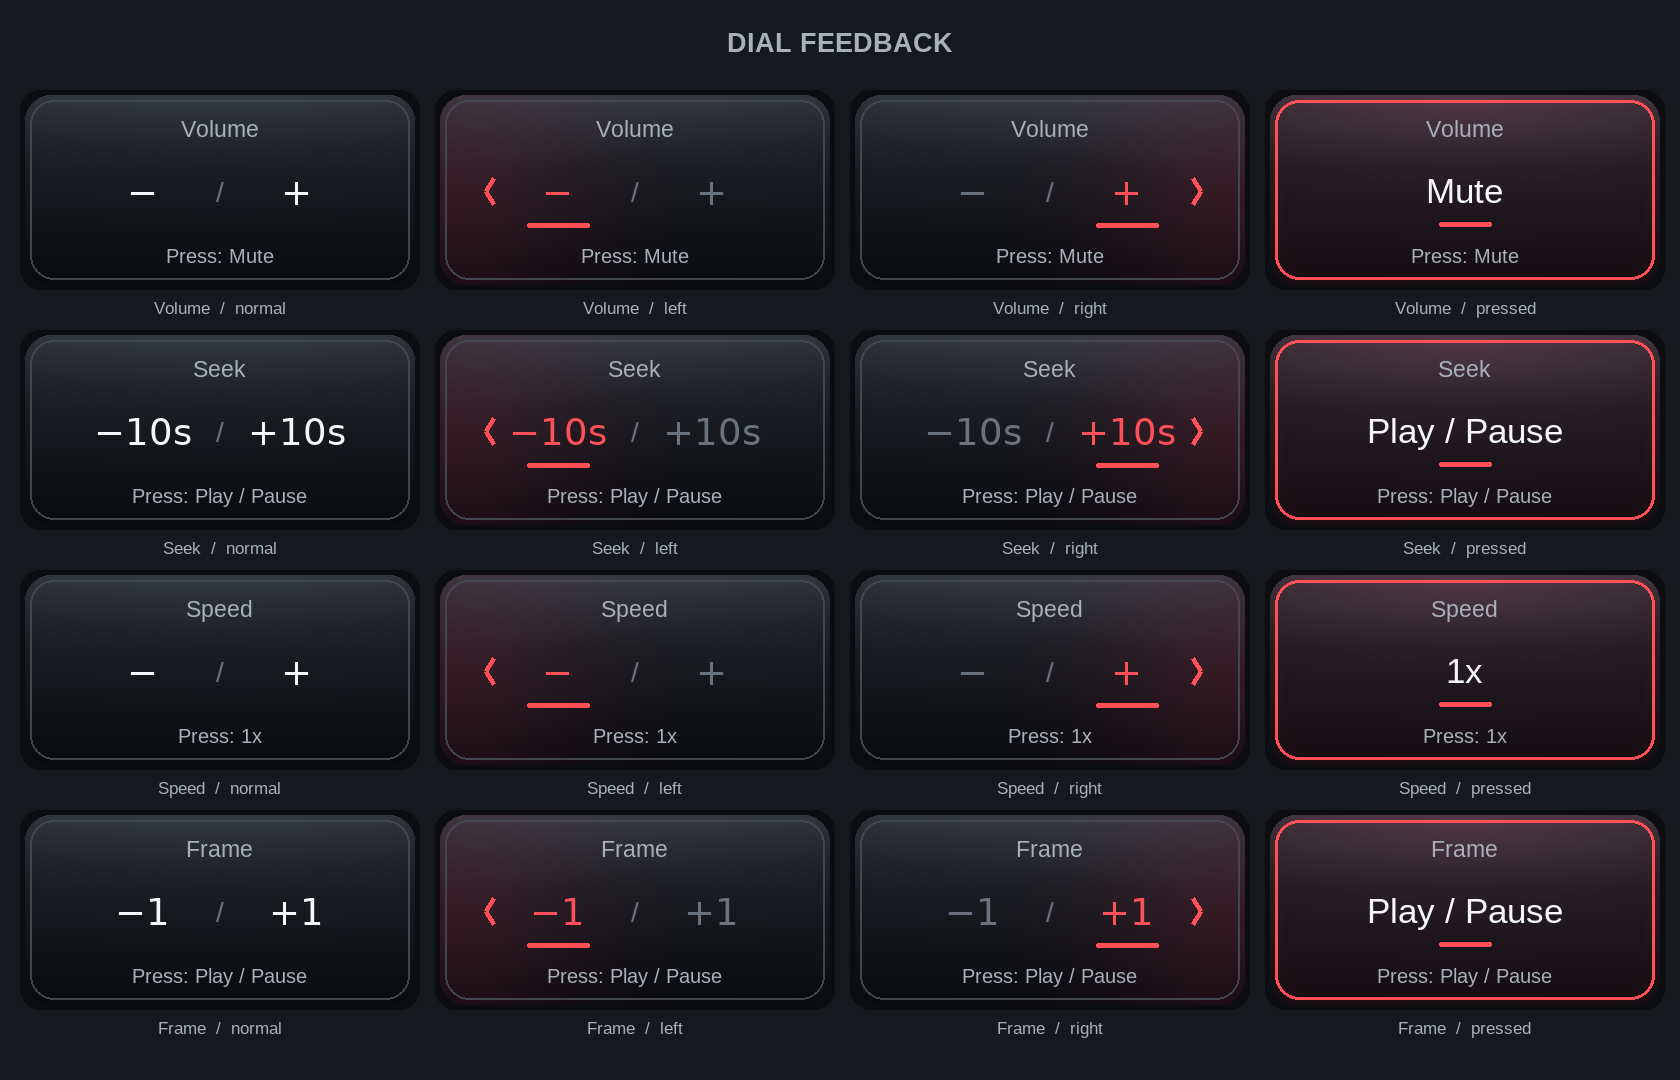 DIAL FEEDBACK
Volume Volume Volume Volume
− / + ❬ − / + − / + ❭ Mute
Press: Mute Press: Mute Press: Mute Press: Mute
Volume / normal Volume / left Volume / right Volume / pressed
Seek Seek Seek Seek
−10s / +10s ❬ −10s / +10s −10s / +10s ❭ Play / Pause
Press: Play / Pause Press: Play / Pause Press: Play / Pause Press: Play / Pause
Seek / normal Seek / left Seek / right Seek / pressed
Speed Speed Speed Speed
− / + ❬ − / + − / + ❭ 1x
Press: 1x Press: 1x Press: 1x Press: 1x
Speed / normal Speed / left Speed / right Speed / pressed
Frame Frame Frame Frame
−1 / +1 ❬ −1 / +1 −1 / +1 ❭ Play / Pause
Press: Play / Pause Press: Play / Pause Press: Play / Pause Press: Play / Pause
Frame / normal Frame / left Frame / right Frame / pressed